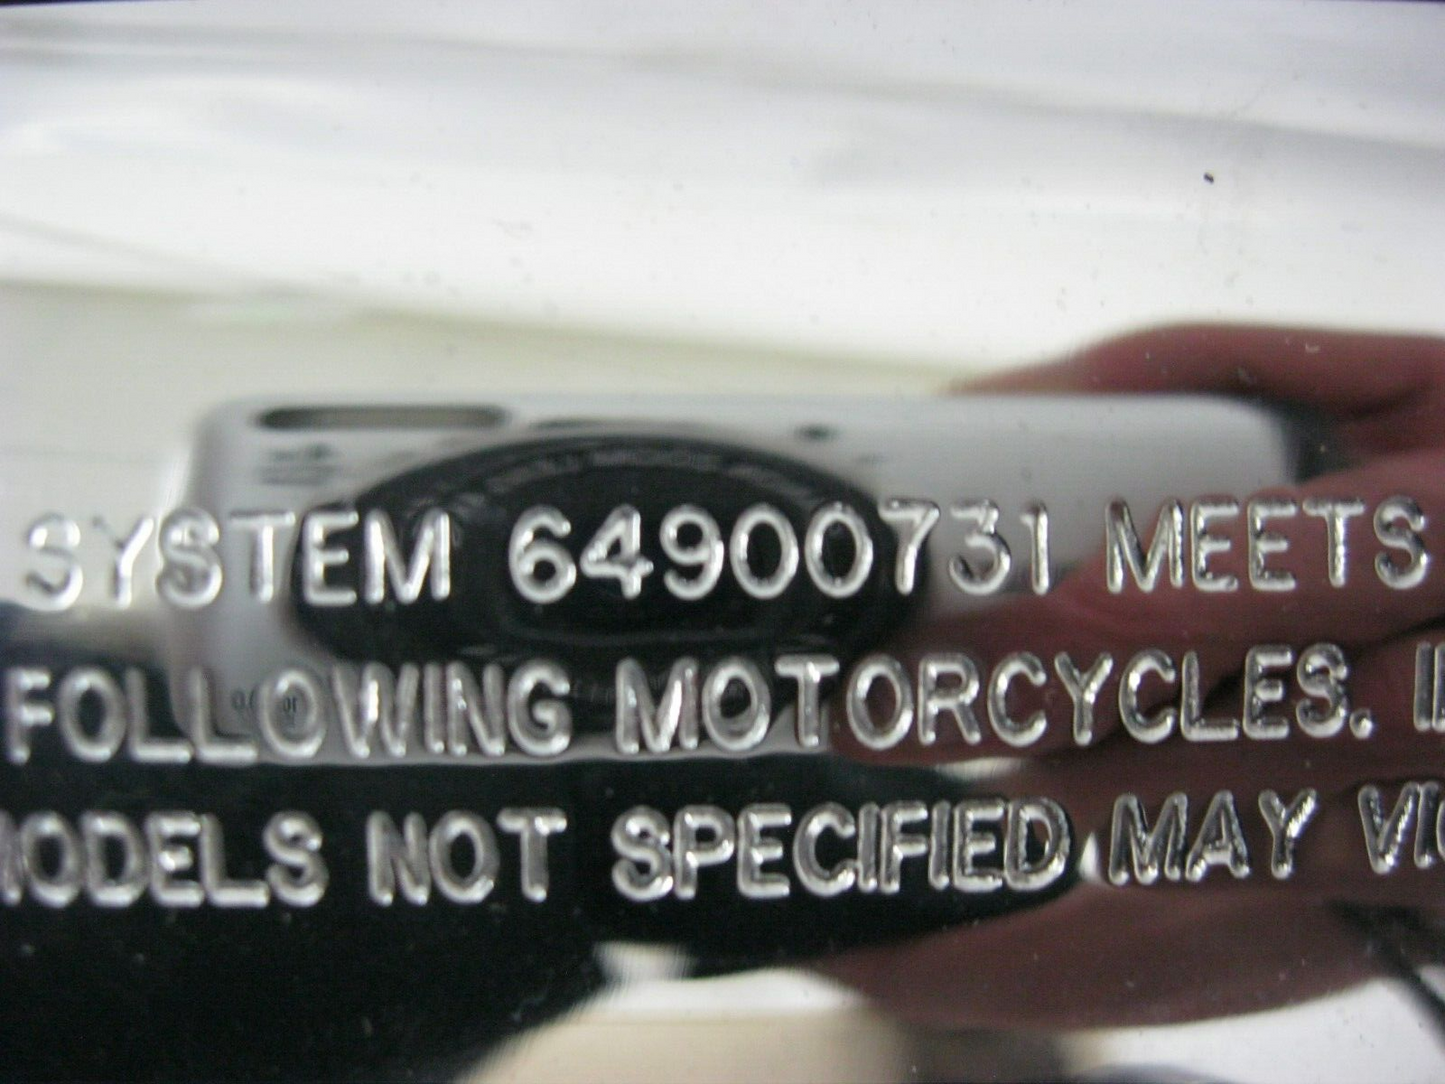 SYSTEM 64900731 MEETS
FOLLOWING MOTORCYCLES.
MODELS NOT SPECIFIED MAY